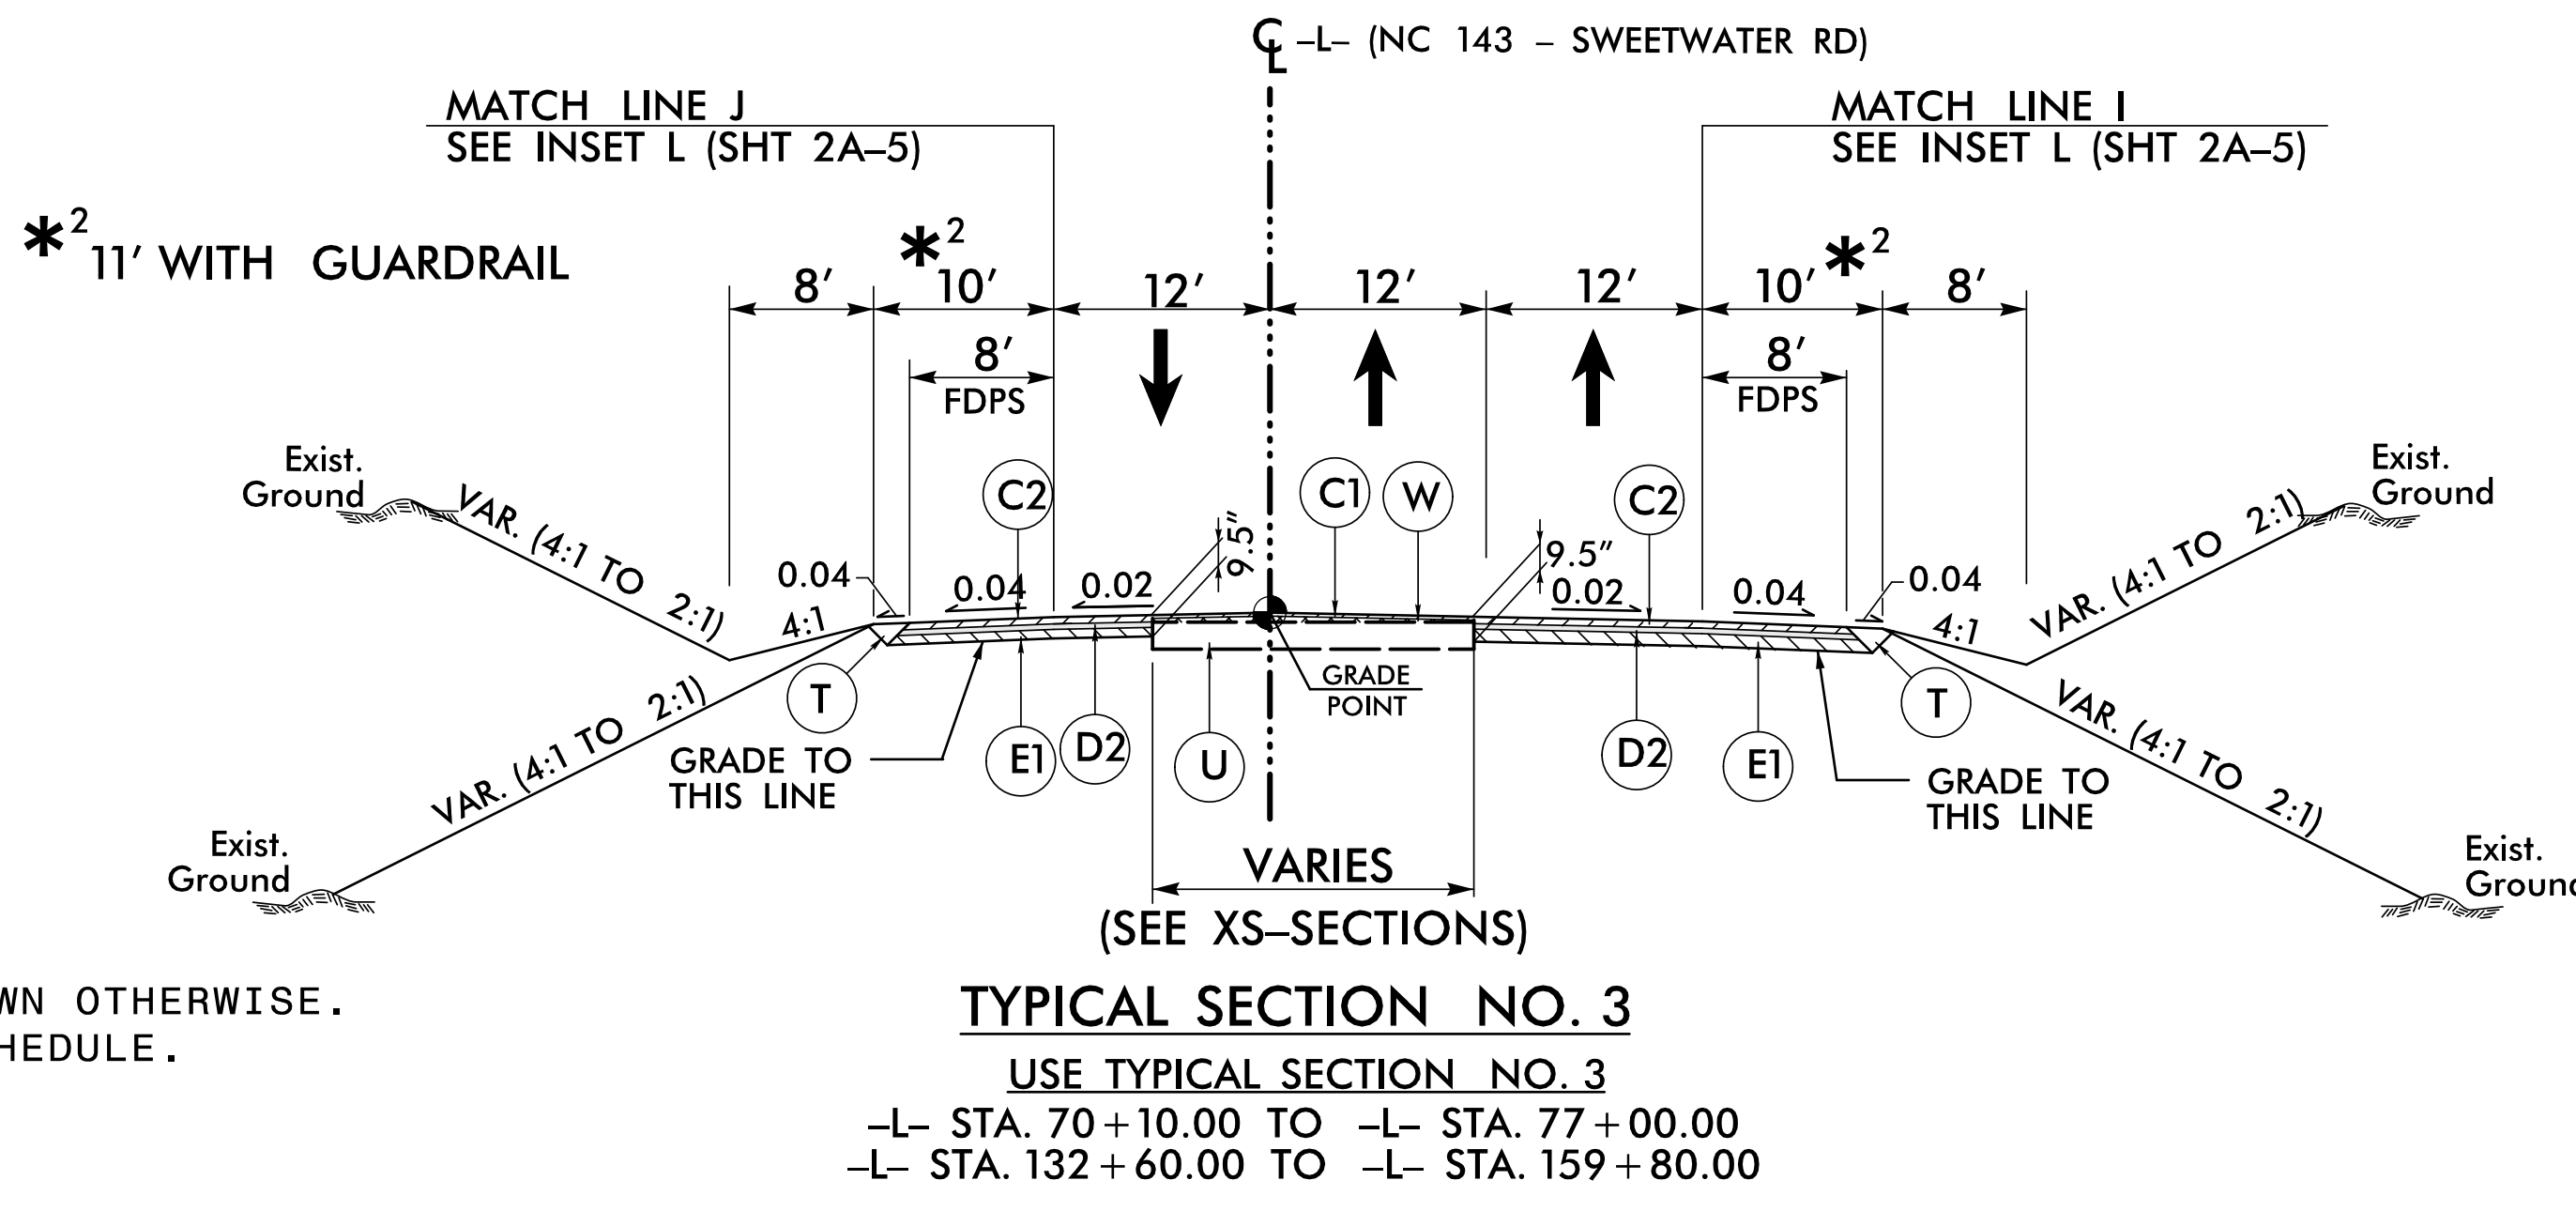 CL –L– (NC 143 – SWEETWATER RD)
MATCH LINE J
SEE INSET L (SHT 2A–5)
MATCH LINE I
SEE INSET L (SHT 2A–5)
*2 11' WITH GUARDRAIL
*2
*2
8' 10' 12' 12' 12' 10' 8'
8'
FDPS
8'
FDPS
Exist.
Ground
VAR. (4:1 TO 2:1)
C2
C1
W
C2
Exist.
Ground
VAR. (4:1 TO 2:1)
9.5"
9.5"
0.04
0.04
0.02
0.02
0.04
0.04
4:1
4:1
T
GRADE
POINT
T
VAR. (4:1 TO 2:1)
VAR. (4:1 TO 2:1)
GRADE TO
THIS LINE
E1
D2
U
D2
E1
GRADE TO
THIS LINE
Exist.
Ground
Exist.
Ground
VARIES
(SEE XS–SECTIONS)
WN OTHERWISE.
HEDULE.
TYPICAL SECTION NO. 3
USE TYPICAL SECTION NO. 3
–L– STA. 70+10.00 TO –L– STA. 77+00.00
–L– STA. 132+60.00 TO –L– STA. 159+80.00